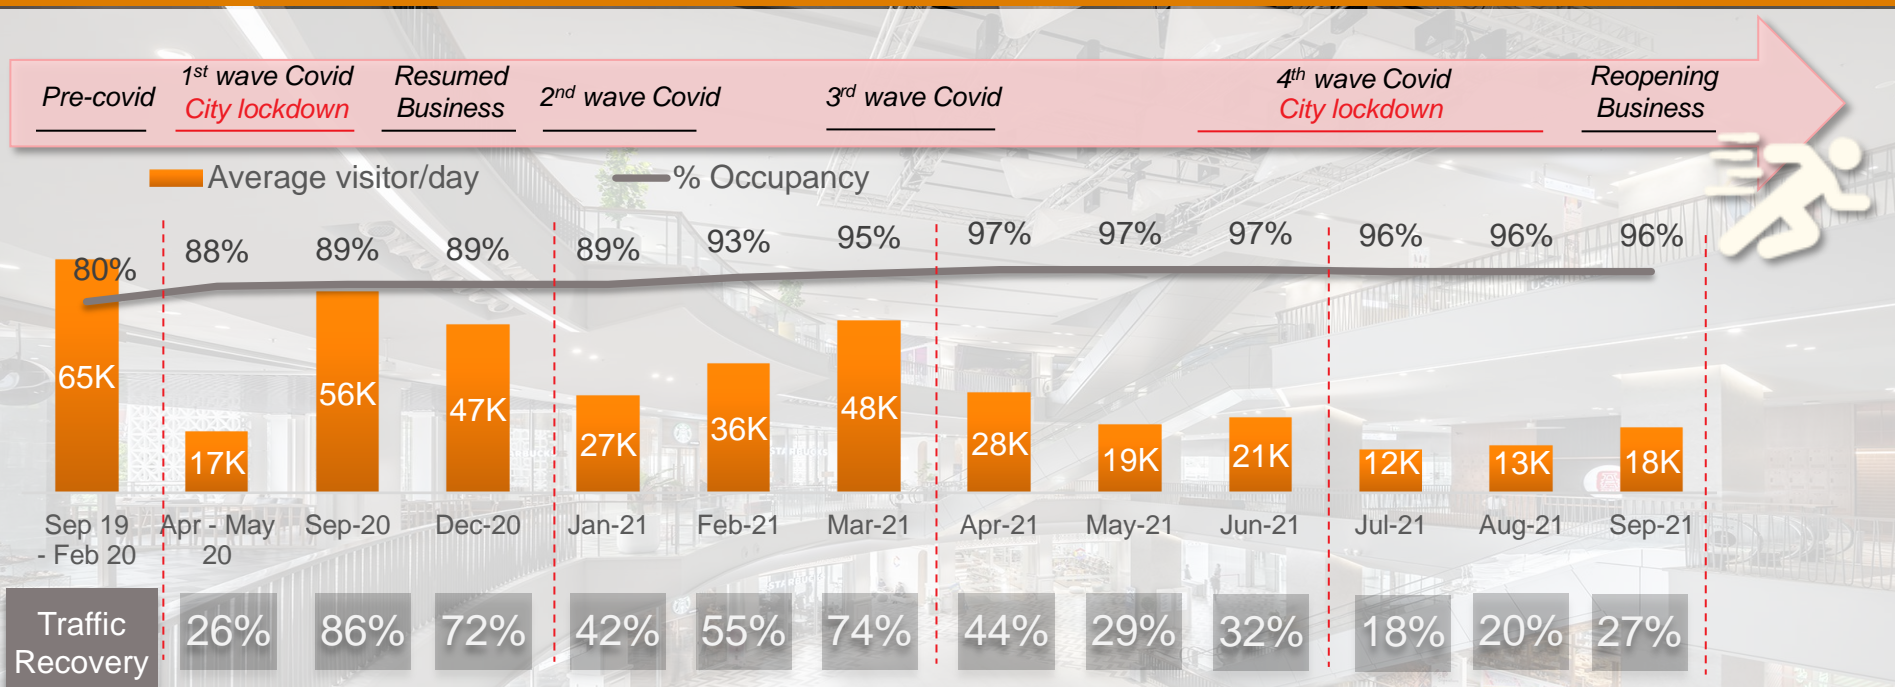 Pre-covid
1st wave Covid
City lockdown
Resumed
Business
2nd wave Covid
3rd wave Covid
4th wave Covid
City lockdown
Reopening
Business
Average visitor/day
% Occupancy
80%
88%
89%
89%
89%
93%
95%
97%
97%
97%
96%
96%
96%
65K
17K
56K
47K
27K
36K
48K
28K
19K
21K
12K
13K
18K
Sep 19
- Feb 20
Apr - May
20
Sep-20
Dec-20
Jan-21
Feb-21
Mar-21
Apr-21
May-21
Jun-21
Jul-21
Aug-21
Sep-21
Traffic
Recovery
26%
86%
72%
42%
55%
74%
44%
29%
32%
18%
20%
27%